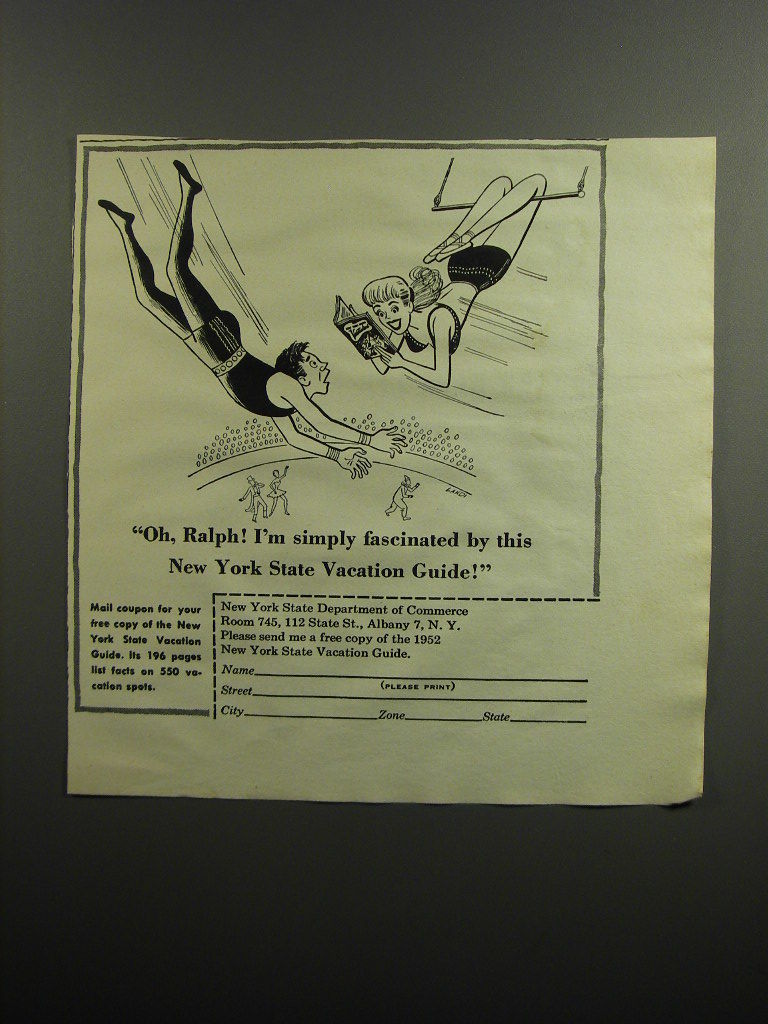 "Oh, Ralph! I'm simply fascinated by this
New York State Vacation Guide!"
Mail coupon for your
free copy of the New
York State Vacation
Guide. Its 196 pages
list facts on 550 va-
cation spots.
New York State Department of Commerce
Room 745, 112 State St., Albany 7, N. Y.
Please send me a free copy of the 1952
New York State Vacation Guide.
Name
(PLEASE PRINT)
Street
City Zone State